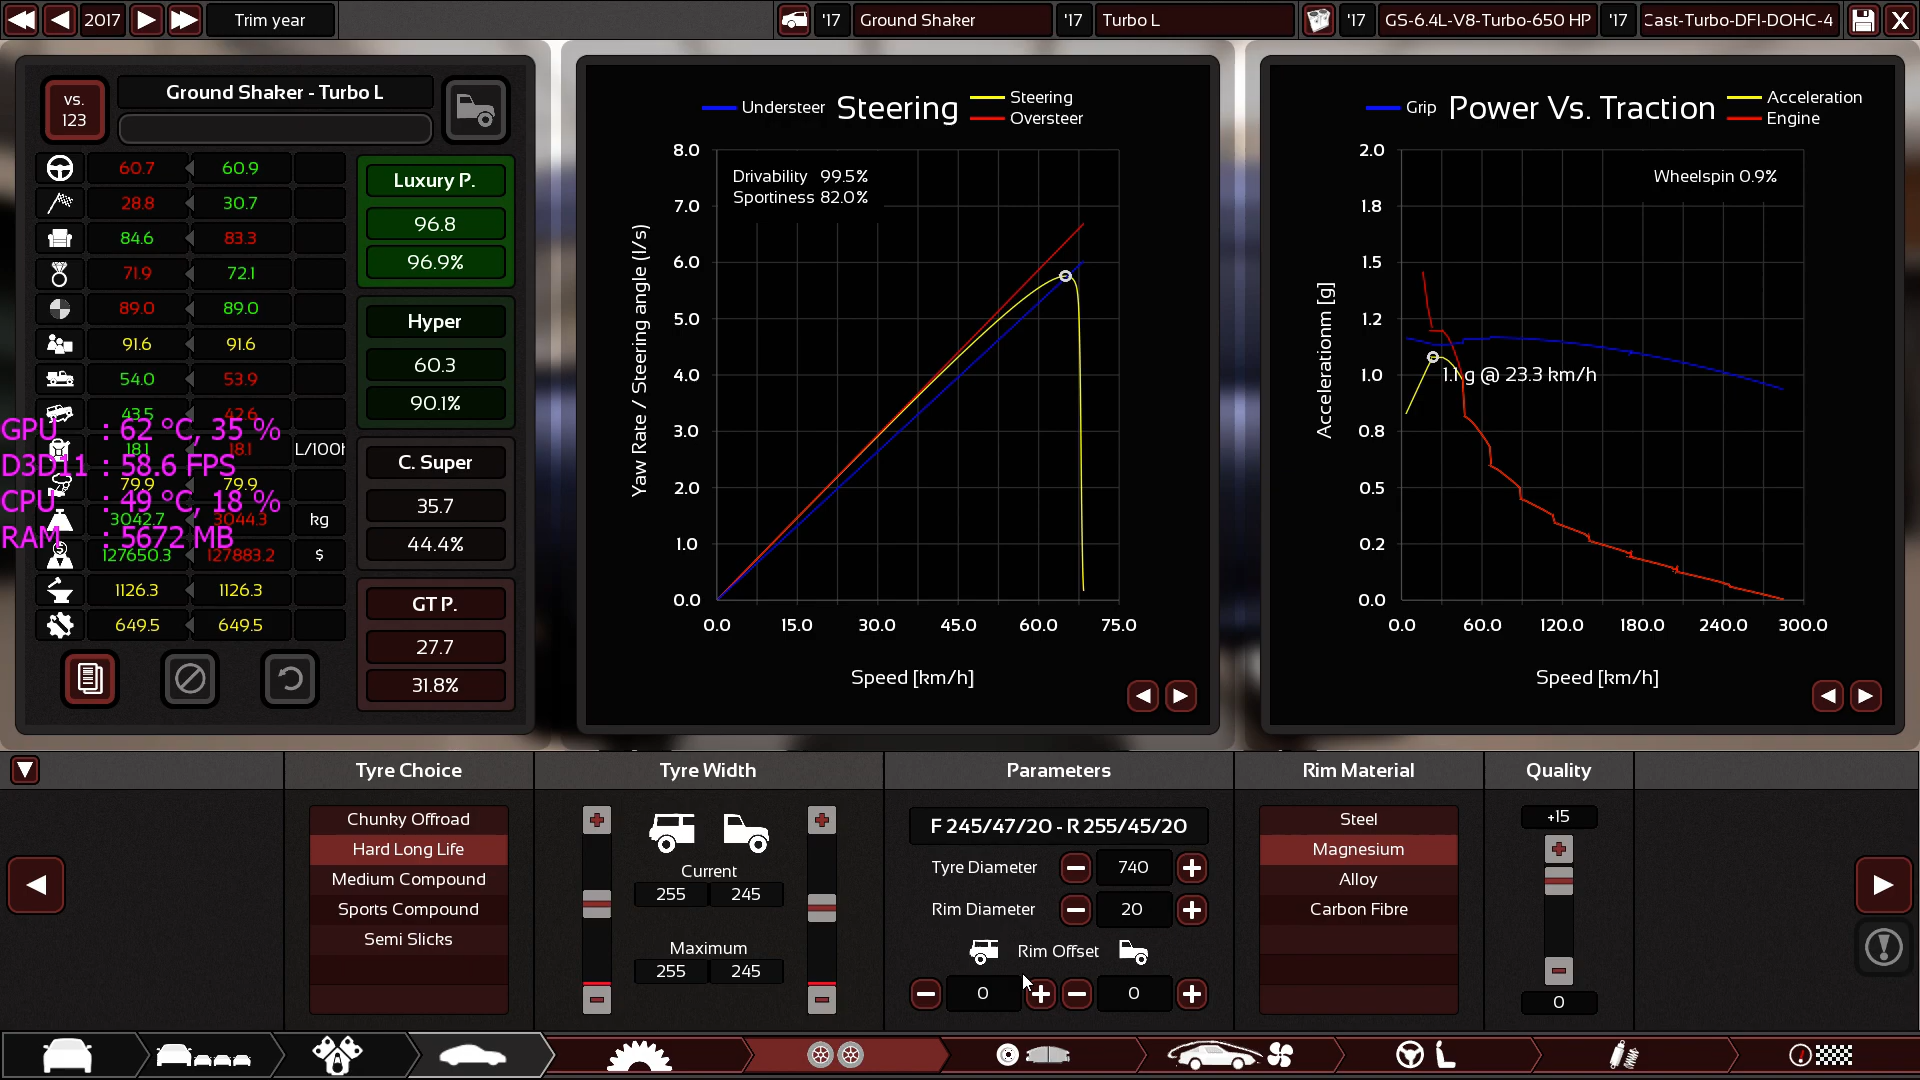 2017
Trim year
'17
Ground Shaker
'17
Turbo L
'17
GS-6.4L-V8-Turbo-650 HP
'17
Cast-Turbo-DFI-DOHC-4
X
vs.
123
Ground Shaker - Turbo L
60.7 60.9
28.8 30.7
84.6 83.3
71.9 72.1
89.0 89.0
91.6 91.6
54.0 53.9
43.5 42.6
18.1 18.1 L/100
79.9 79.9
3042.7 3044.3 kg
127650.3 127883.2 $
1126.3 1126.3
649.5 649.5
GPU : 62 °C, 35 %
D3D11 : 58.6 FPS
CPU : 49 °C, 18 %
RAM : 5672 MB
Luxury P.
96.8
96.9%
Hyper
60.3
90.1%
C. Super
35.7
44.4%
GT P.
27.7
31.8%
Understeer
Steering
Steering
Oversteer
Drivability 99.5%
Sportiness 82.0%
Yaw Rate / Steering angle (l/s)
8.0
7.0
6.0
5.0
4.0
3.0
2.0
1.0
0.0
0.0 15.0 30.0 45.0 60.0 75.0
Speed [km/h]
Grip
Power Vs. Traction
Acceleration
Engine
Wheelspin 0.9%
1.1 g @ 23.3 km/h
Accelerationm [g]
2.0
1.8
1.5
1.2
1.0
0.8
0.5
0.2
0.0
0.0 60.0 120.0 180.0 240.0 300.0
Speed [km/h]
Tyre Choice
Chunky Offroad
Hard Long Life
Medium Compound
Sports Compound
Semi Slicks
Tyre Width
Current
255 245
Maximum
255 245
Parameters
F 245/47/20 - R 255/45/20
Tyre Diameter 740
Rim Diameter 20
Rim Offset
0 0
Rim Material
Steel
Magnesium
Alloy
Carbon Fibre
Quality
+15
0